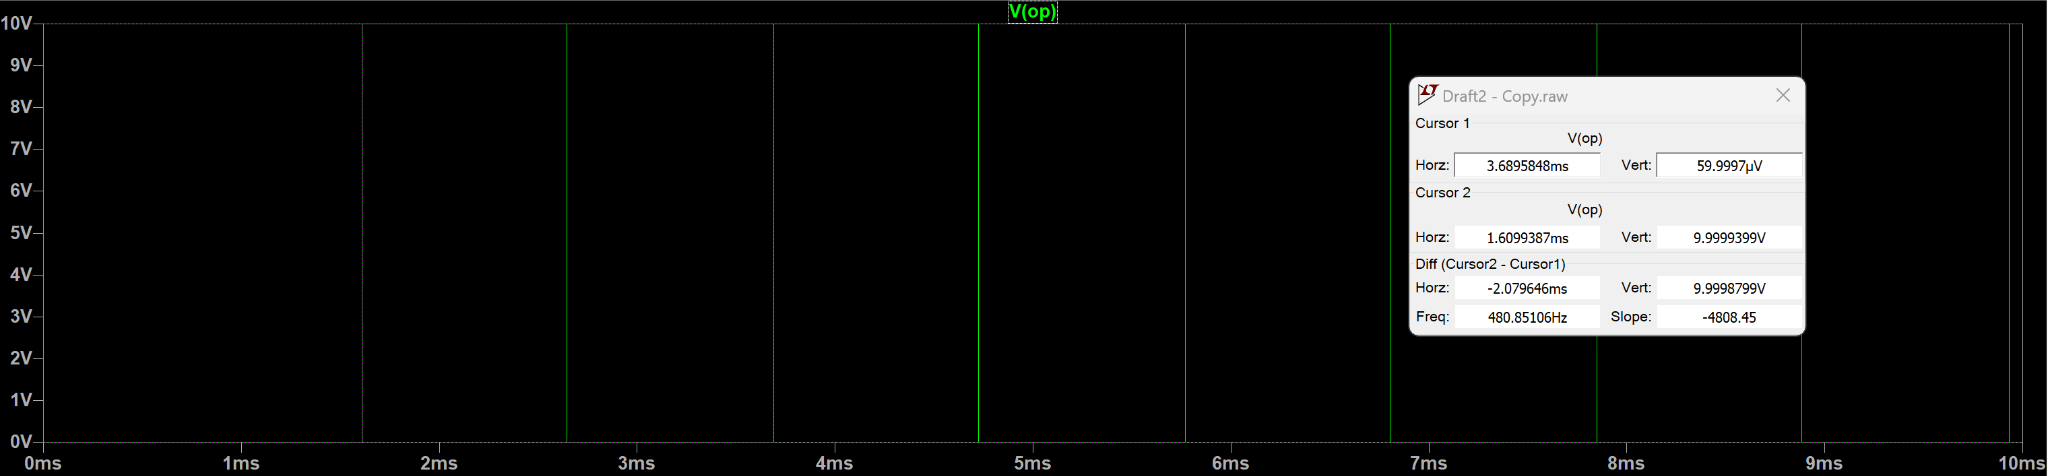 V(op)
10V
9V
8V
7V
6V
5V
4V
3V
2V
1V
0V
0ms 1ms 2ms 3ms 4ms 5ms 6ms 7ms 8ms 9ms 10ms
Draft2 - Copy.raw
Cursor 1
V(op)
Horz: 3.6895848ms Vert: 59.9997µV
Cursor 2
V(op)
Horz: 1.6099387ms Vert: 9.9999399V
Diff (Cursor2 - Cursor1)
Horz: -2.079646ms Vert: 9.9998799V
Freq: 480.85106Hz Slope: -4808.45